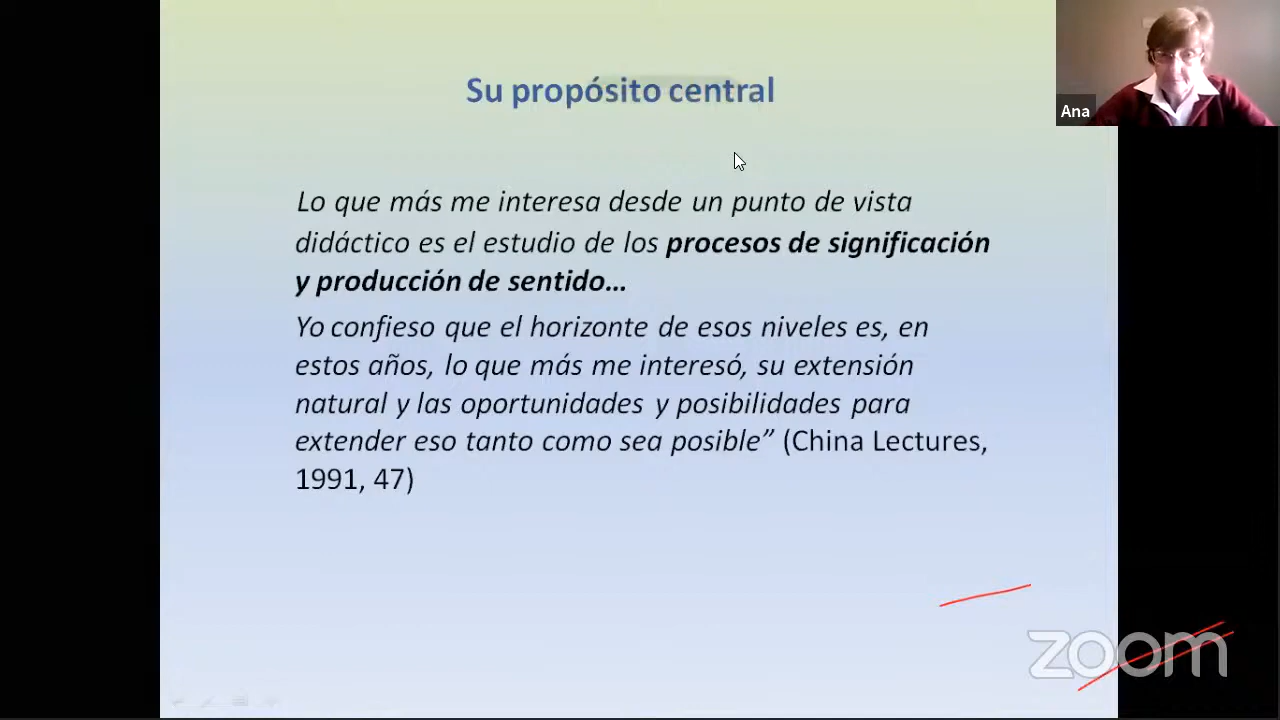 Su propósito central
Ana
Lo que más me interesa desde un punto de vista
didáctico es el estudio de los procesos de significación
y producción de sentido...
Yo confieso que el horizonte de esos niveles es, en
estos años, lo que más me interesó, su extensión
natural y las oportunidades y posibilidades para
extender eso tanto como sea posible” (China Lectures,
1991, 47)
zoom